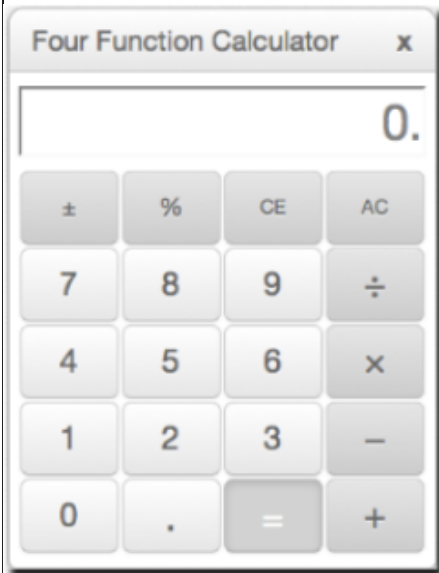 Four Function Calculator x
0.
± % CE AC
7 8 9 ÷
4 5 6 ×
1 2 3 −
0 . = +